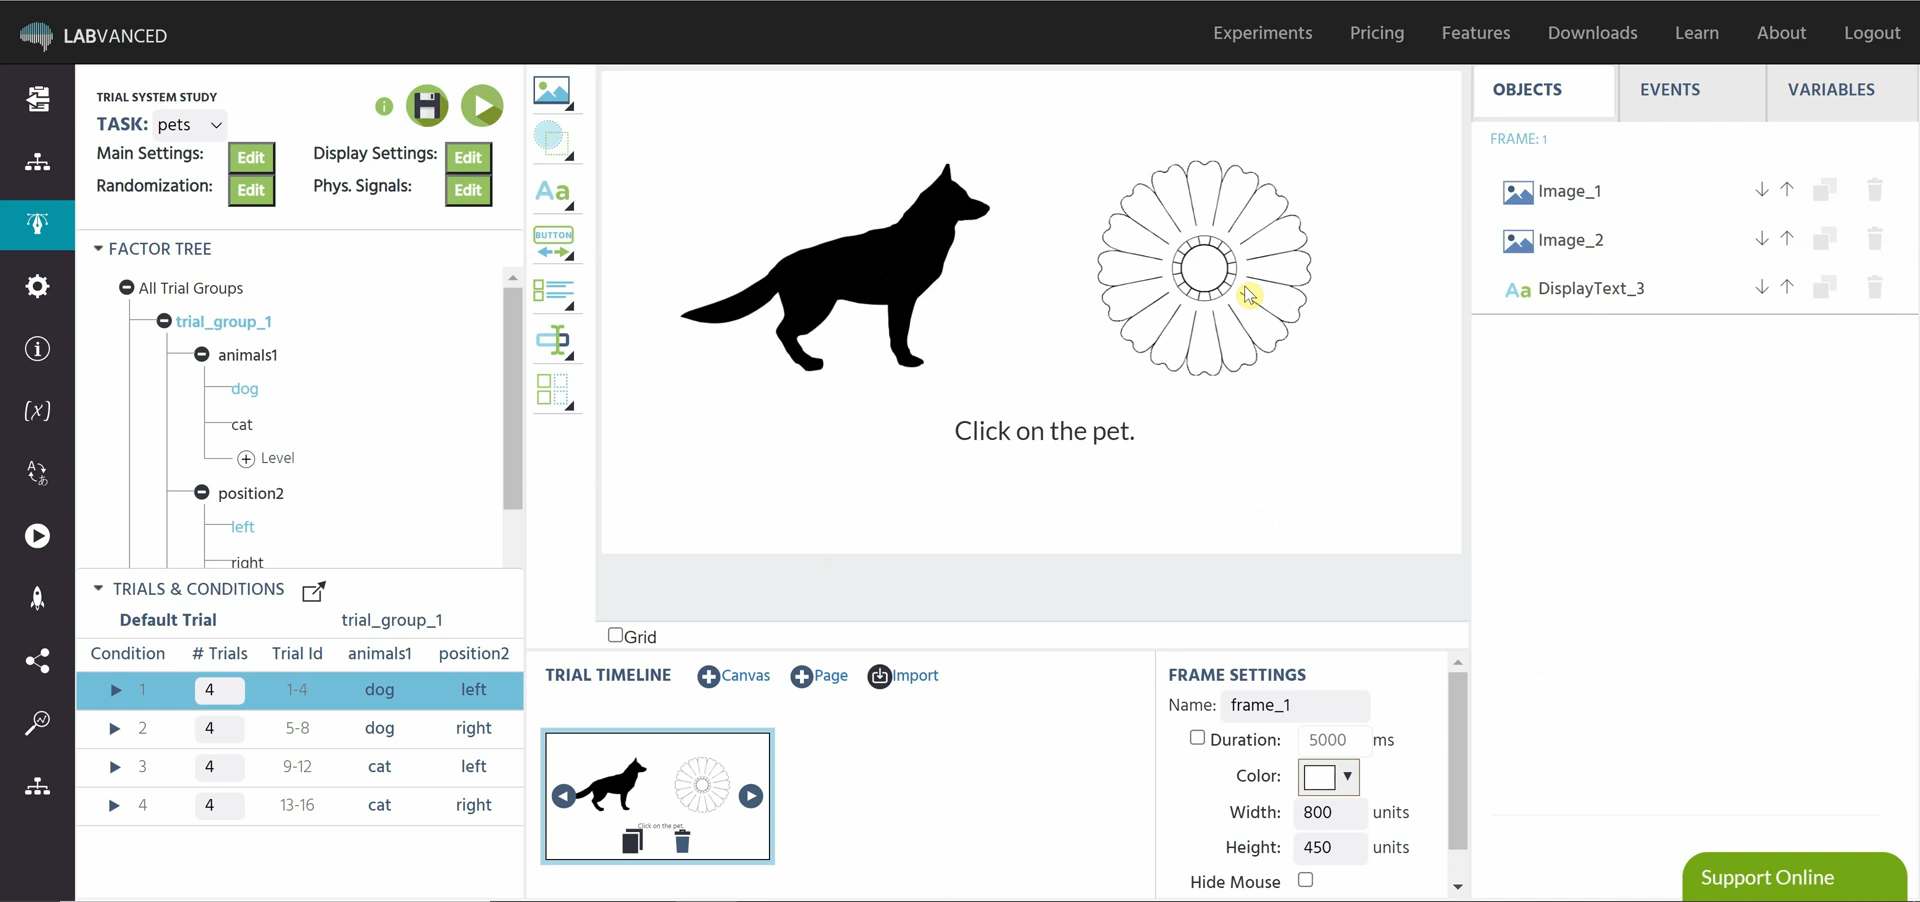 LABVANCED
Experiments Pricing Features Downloads Learn About Logout
TRIAL SYSTEM STUDY
TASK: pets
Main Settings: Edit Display Settings: Edit
Randomization: Edit Phys. Signals: Edit
FACTOR TREE
All Trial Groups
trial_group_1
animals1
dog
cat
Level
position2
left
right
TRIALS & CONDITIONS
Default Trial trial_group_1
Condition # Trials Trial Id animals1 position2
1 4 1-4 dog left
2 4 5-8 dog right
3 4 9-12 cat left
4 4 13-16 cat right
Aa
BUTTON
Click on the pet.
Grid
TRIAL TIMELINE Canvas Page Import
Click on the pet.
FRAME SETTINGS
Name: frame_1
Duration: 5000 ms
Color:
Width: 800 units
Height: 450 units
Hide Mouse
OBJECTS EVENTS VARIABLES
FRAME: 1
Image_1
Image_2
Aa DisplayText_3
Support Online